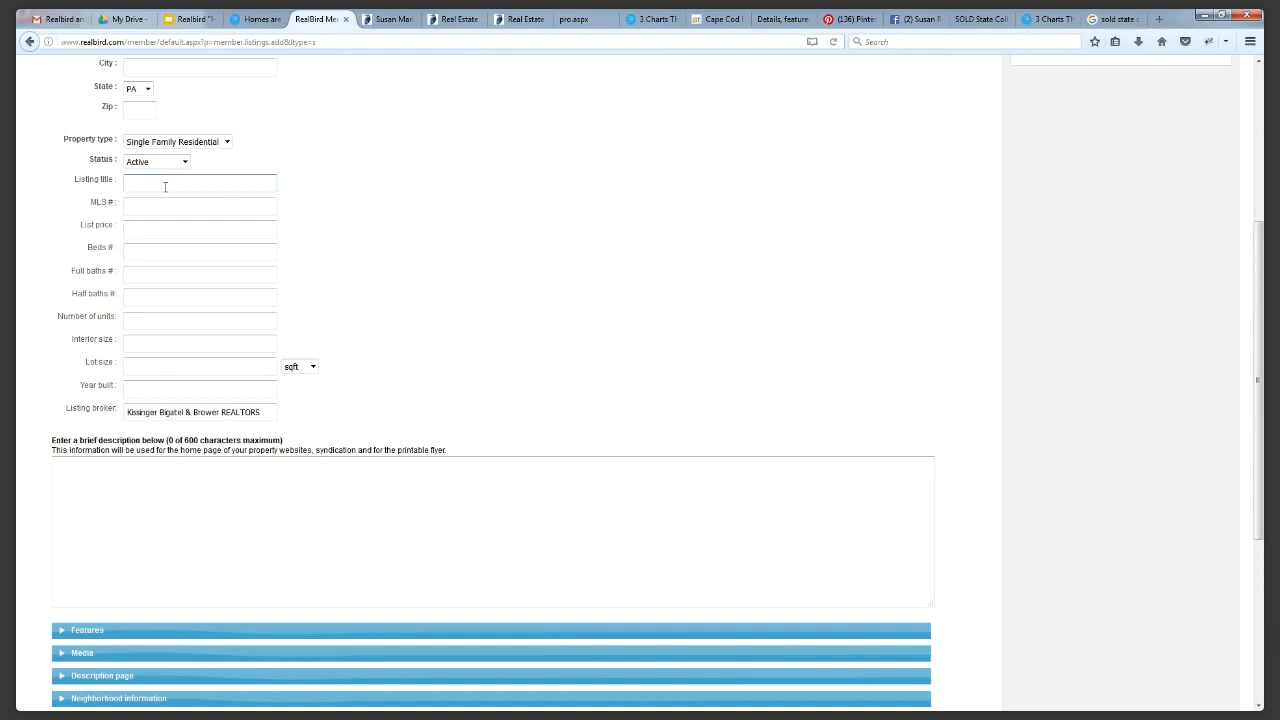 Realbird an
My Drive -
RealBird "H
Homes are
RealBird Me
Susan Mari
Real Estate
Real Estate
pro.aspx
3 Charts Th
Cape Cod I
Details, feature
(136) Pinter
(2) Susan R
SOLD State Coll
3 Charts Th
sold state c
www.realbird.com/member/default.aspx?p=member.listings.add&ltype=s
Search
City :
State : PA
Zip :
Property type : Single Family Residential
Status : Active
Listing title :
MLS # :
List price :
Beds # :
Full baths # :
Half baths #:
Number of units:
Interior size :
Lot size : sqft
Year built :
Listing broker: Kissinger Bigatel & Brower REALTORS
Enter a brief description below (0 of 600 characters maximum)
This information will be used for the home page of your property websites, syndication and for the printable flyer.
Features
Media
Description page
Neighborhood information